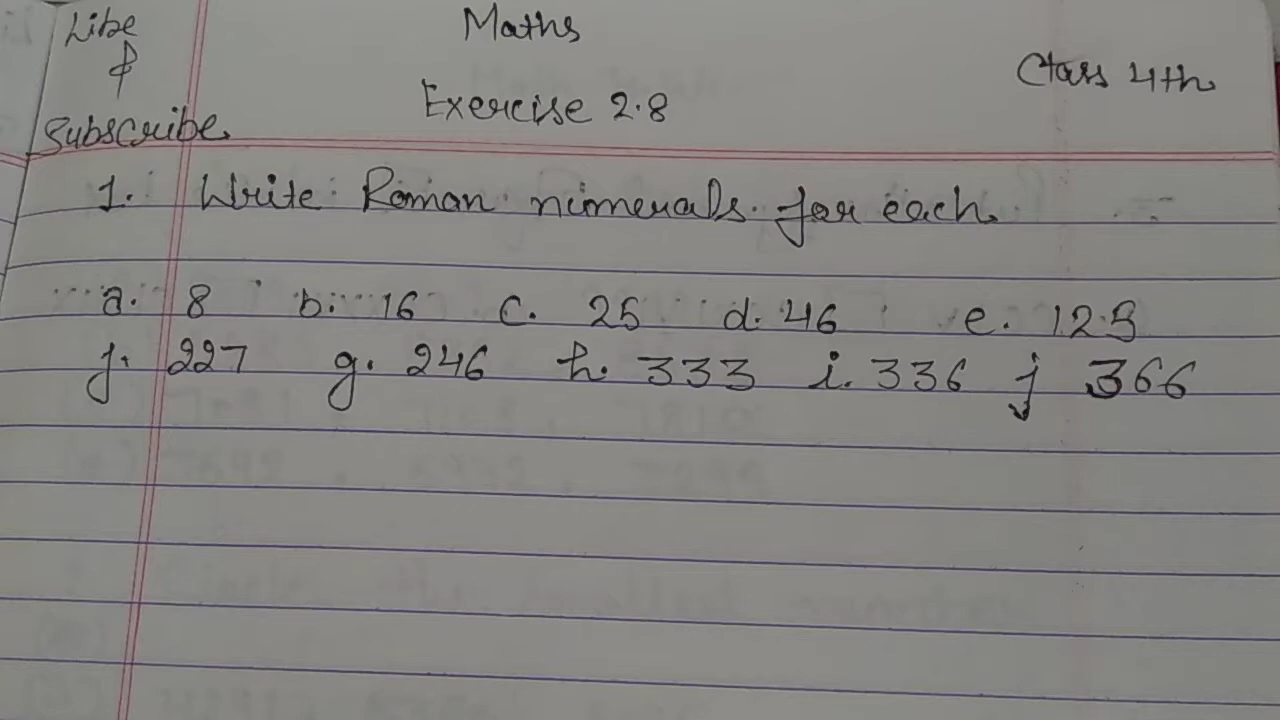 Like
&
Subscribe
Maths
Exercise 2.8
Class 4th
1. Write Roman numerals for each.
a. 8 b. 16 c. 25 d. 46 e. 125
f. 227 g. 246 h. 333 i. 336 j 366